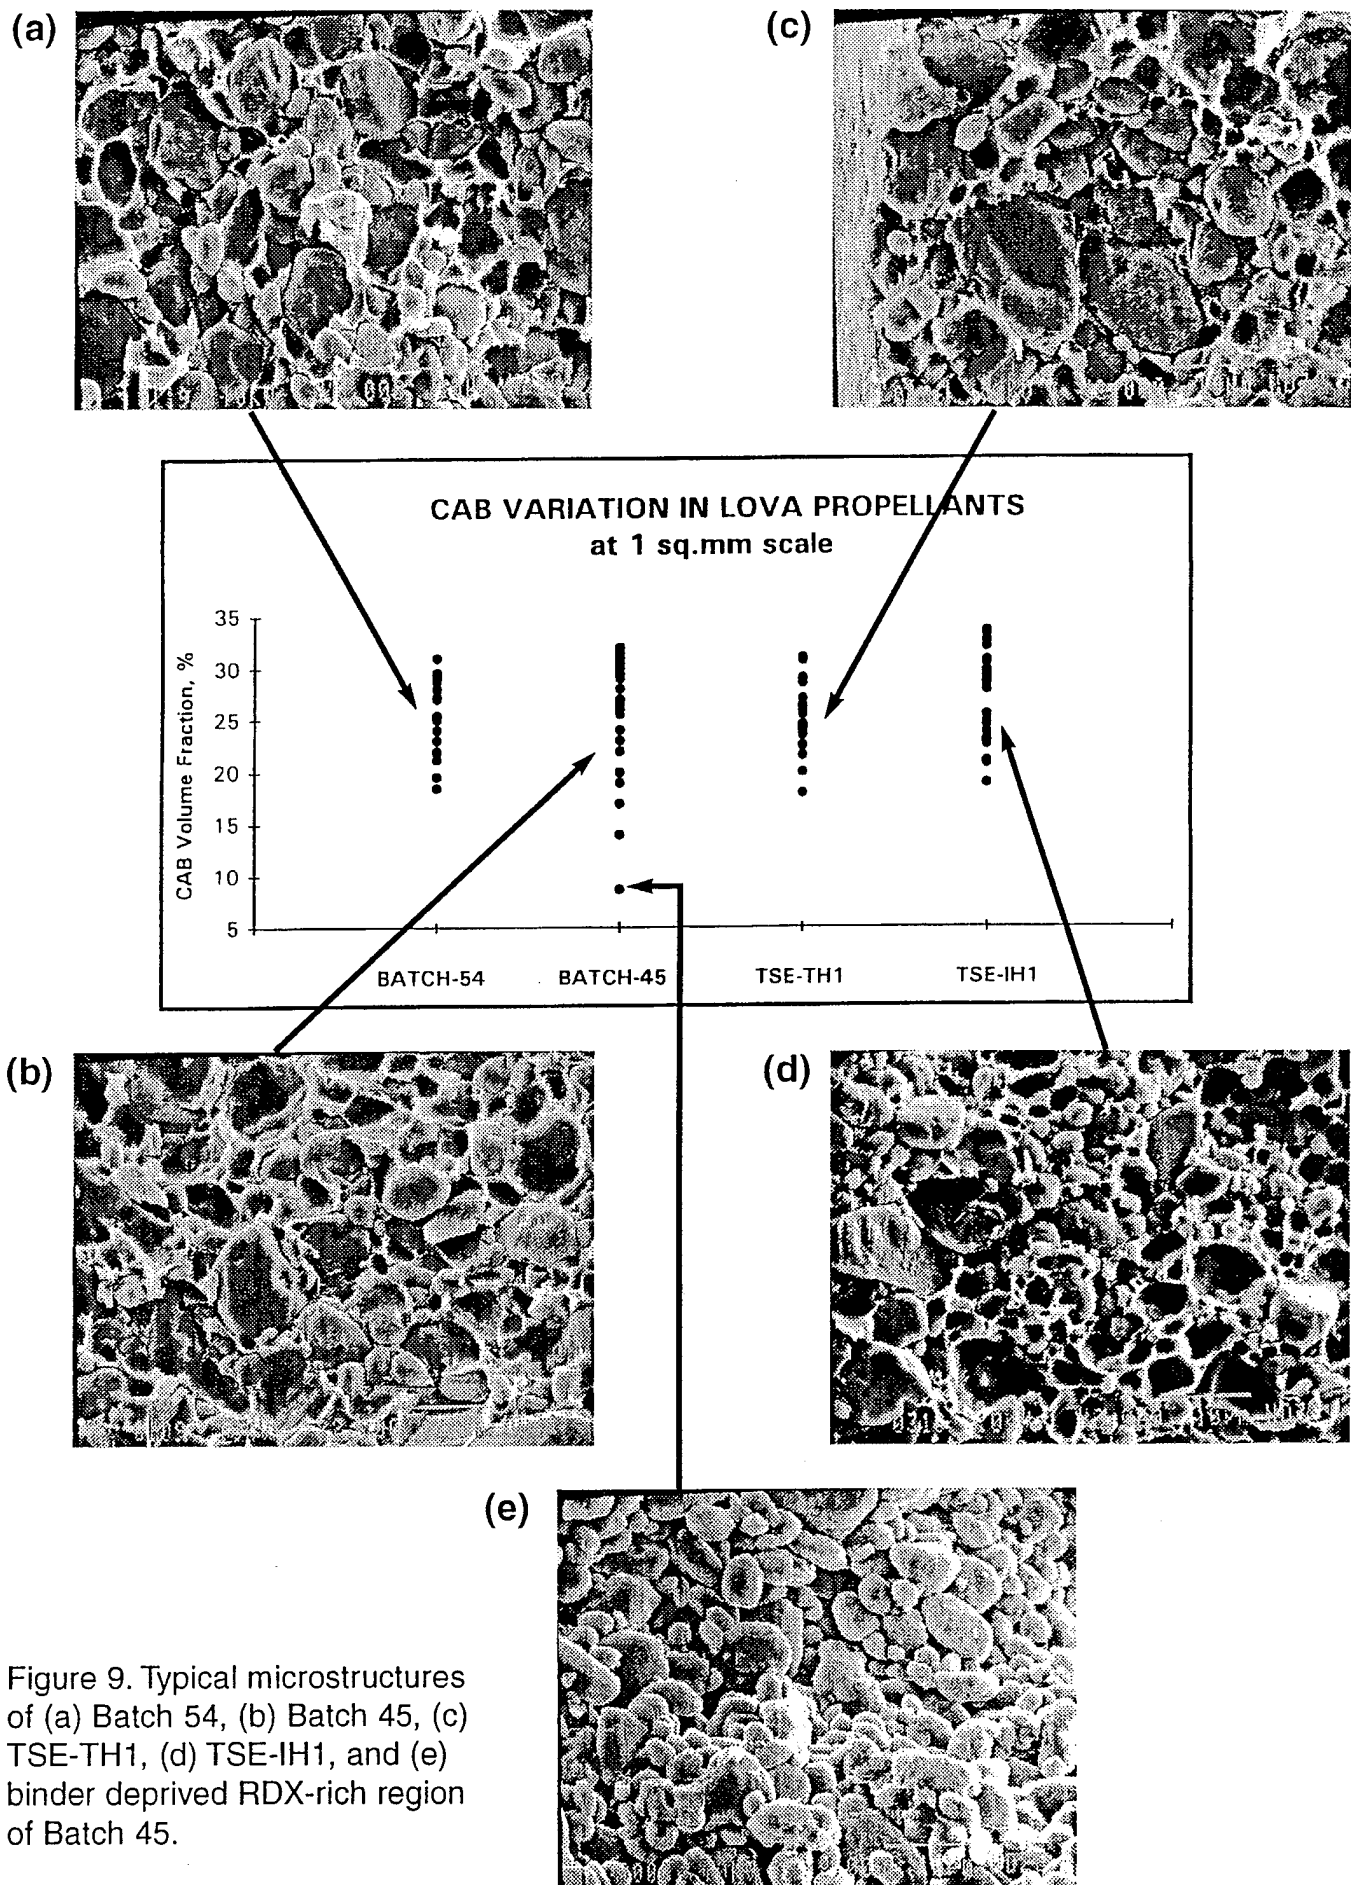 (a)
(c)
CAB VARIATION IN LOVA PROPELLANTS
at 1 sq.mm scale
CAB Volume Fraction, %
35
30
25
20
15
10
5
BATCH-54
BATCH-45
TSE-TH1
TSE-IH1
(b)
(d)
(e)
Figure 9. Typical microstructures
of (a) Batch 54, (b) Batch 45, (c)
TSE-TH1, (d) TSE-IH1, and (e)
binder deprived RDX-rich region
of Batch 45.